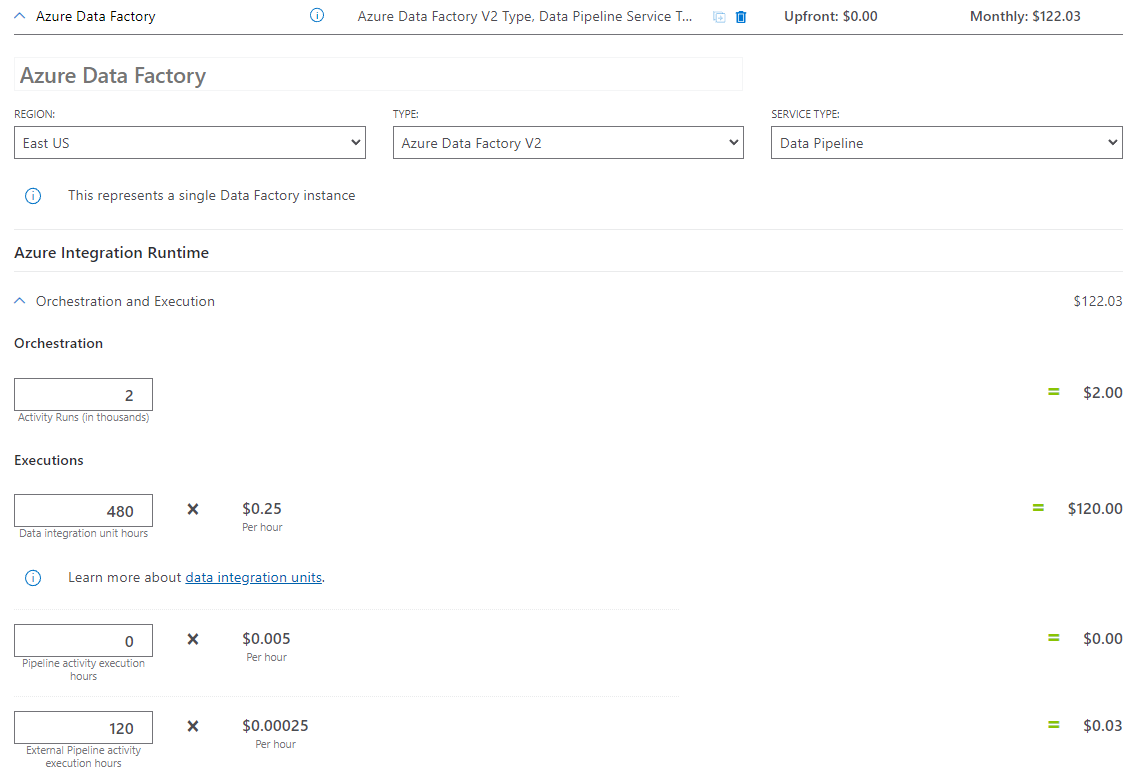 Azure Data Factory
Azure Data Factory V2 Type, Data Pipeline Service T...
Upfront: $0.00
Monthly: $122.03
Azure Data Factory
REGION:
TYPE:
SERVICE TYPE:
East US
Azure Data Factory V2
Data Pipeline
This represents a single Data Factory instance
Azure Integration Runtime
Orchestration and Execution
$122.03
Orchestration
2
= $2.00
Activity Runs (in thousands)
Executions
480
× $0.25
= $120.00
Data integration unit hours
Per hour
Learn more about data integration units.
0
× $0.005
= $0.00
Pipeline activity execution
hours
Per hour
120
× $0.00025
= $0.03
External Pipeline activity
execution hours
Per hour